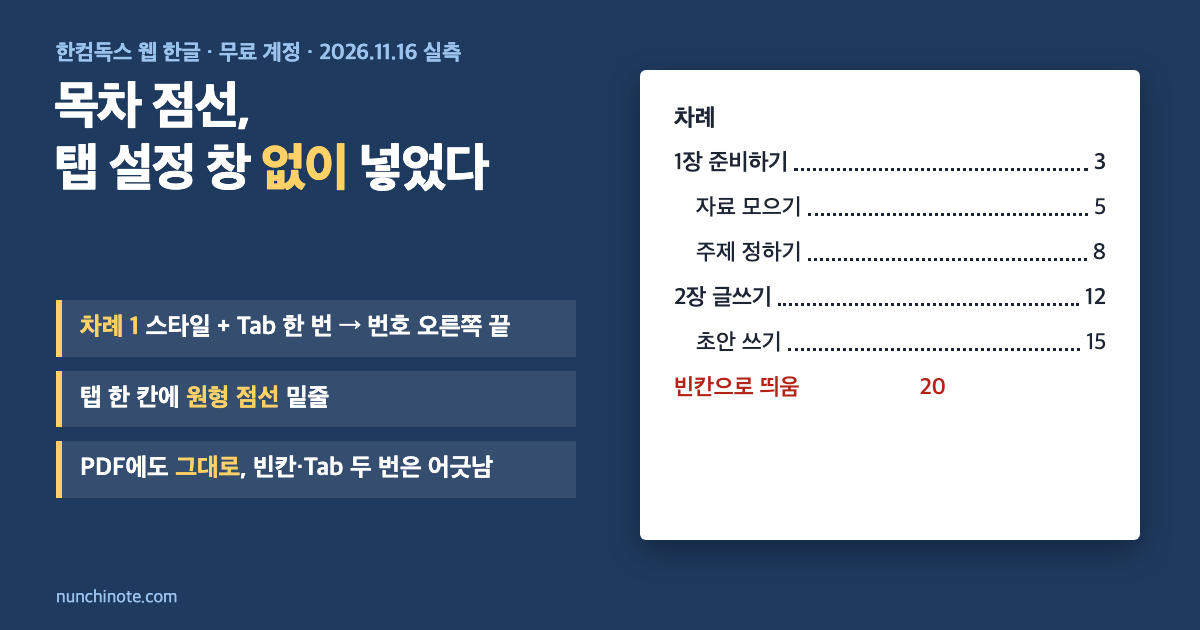 한컴독스 웹 한글 · 무료 계정 · 2026.11.16 실측
목차 점선,
탭 설정 창 없이 넣었다
차례 1 스타일 + Tab 한 번 → 번호 오른쪽 끝
탭 한 칸에 원형 점선 밑줄
PDF에도 그대로, 빈칸·Tab 두 번은 어긋남
nunchinote.com
차례
1장 준비하기 3
자료 모으기 5
주제 정하기 8
2장 글쓰기 12
초안 쓰기 15
빈칸으로 띄움 20